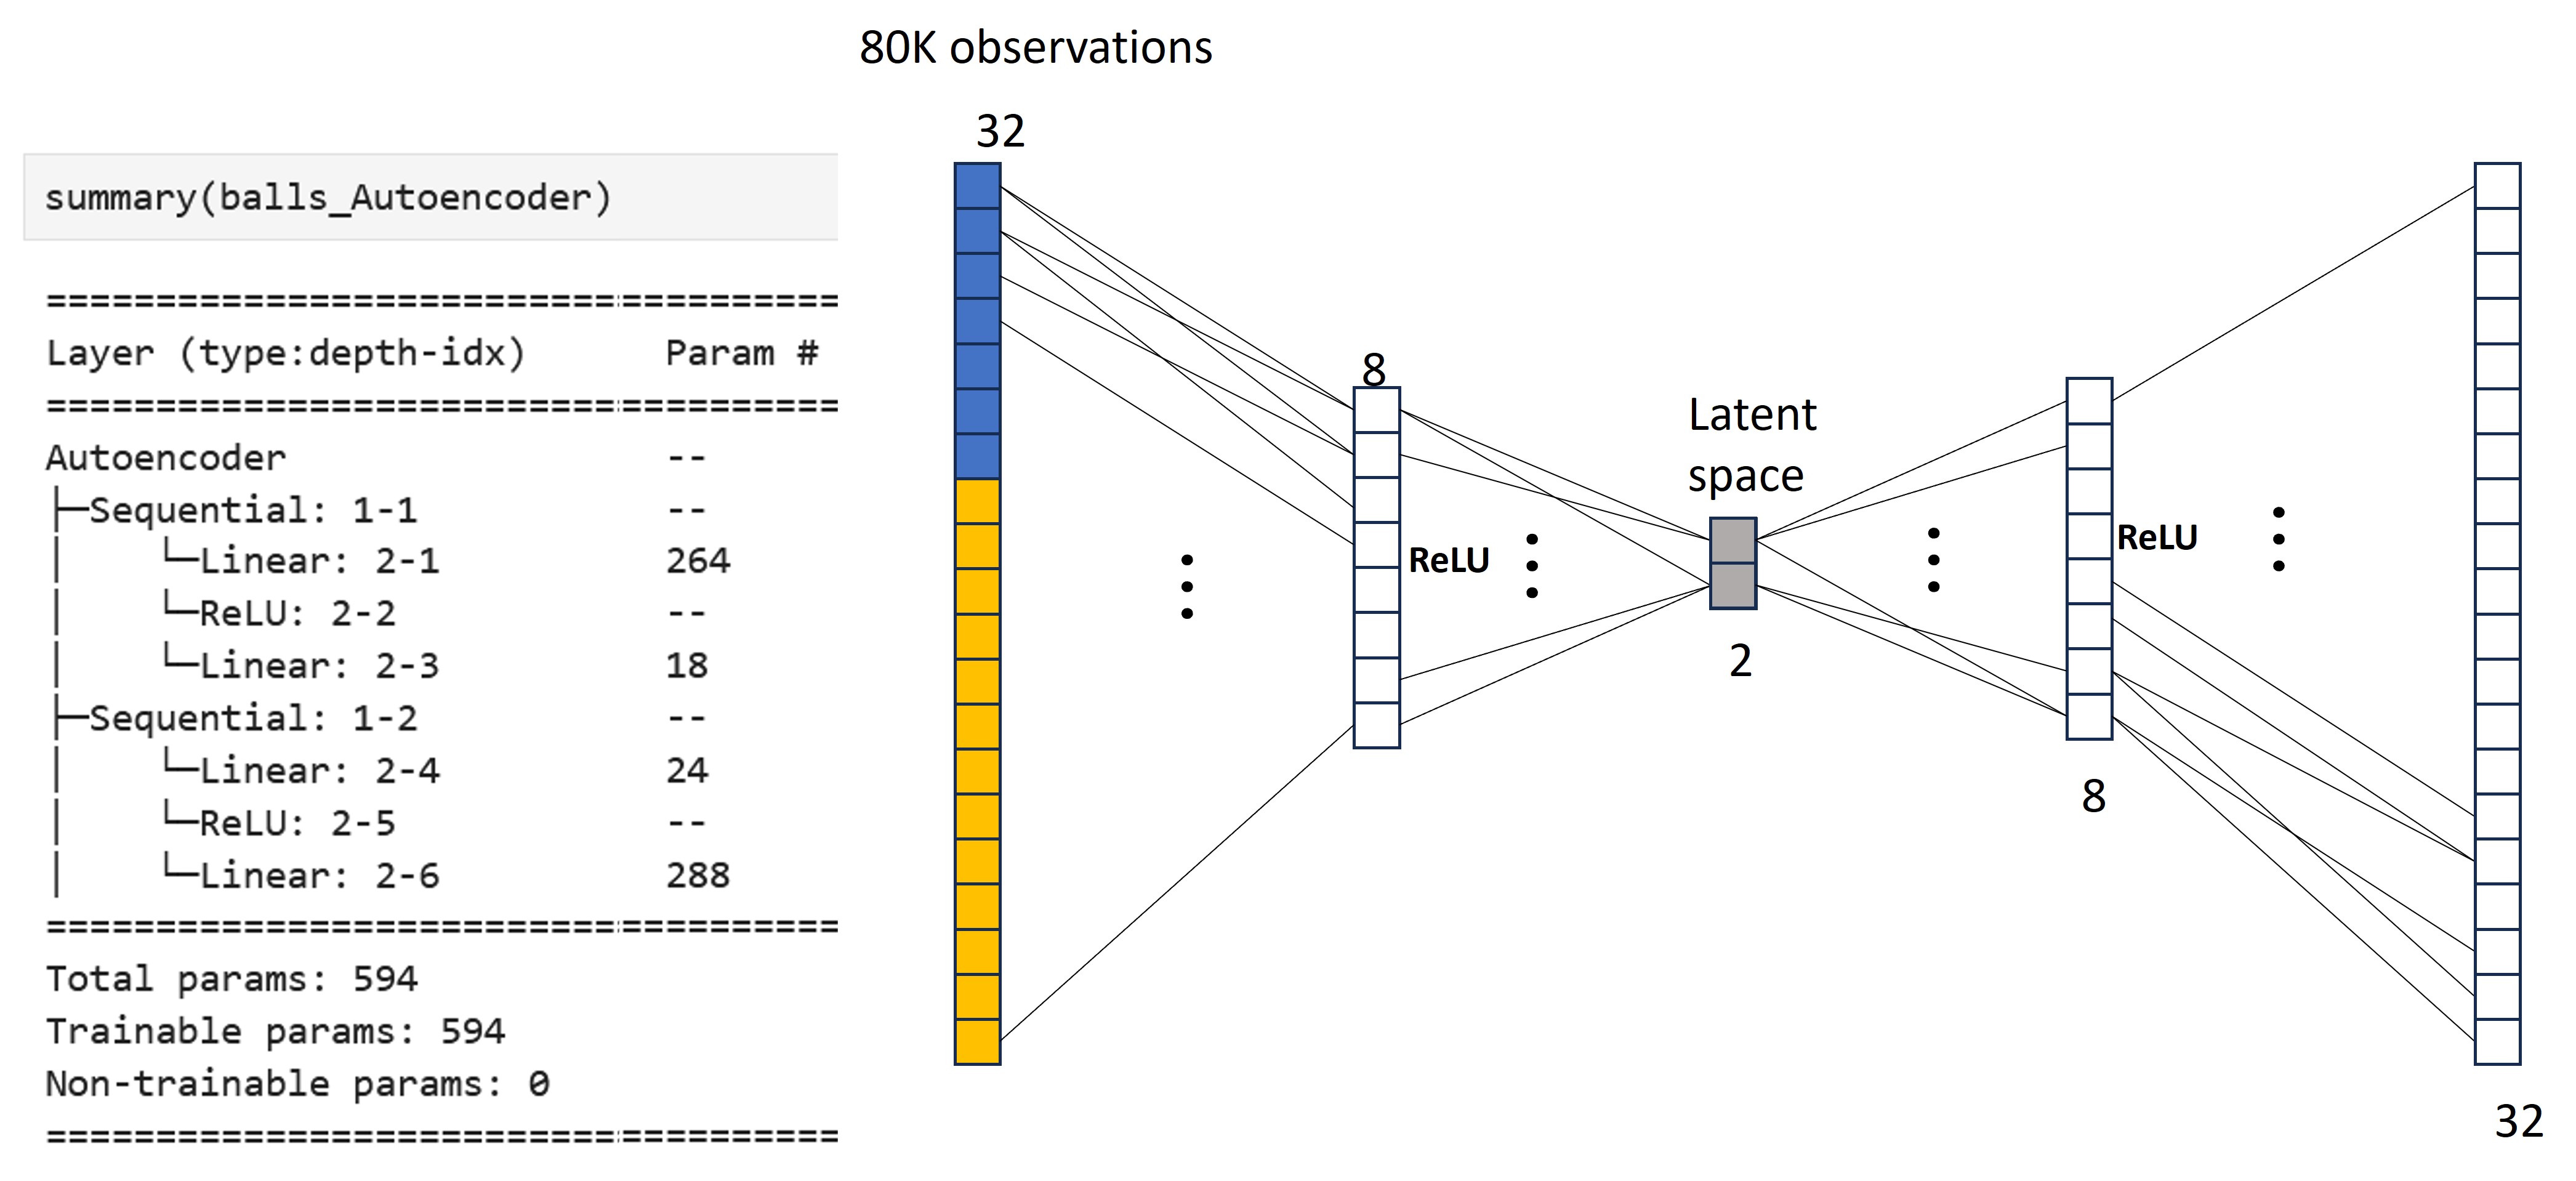 80K observations
32
summary(balls_Autoencoder)
=====================================
Layer (type:depth-idx) Param #
=====================================
Autoencoder --
├─Sequential: 1-1 --
│ └─Linear: 2-1 264
│ └─ReLU: 2-2 --
│ └─Linear: 2-3 18
├─Sequential: 1-2 --
│ └─Linear: 2-4 24
│ └─ReLU: 2-5 --
│ └─Linear: 2-6 288
=====================================
Total params: 594
Trainable params: 594
Non-trainable params: 0
=====================================
8
ReLU
Latent
space
2
ReLU
8
32